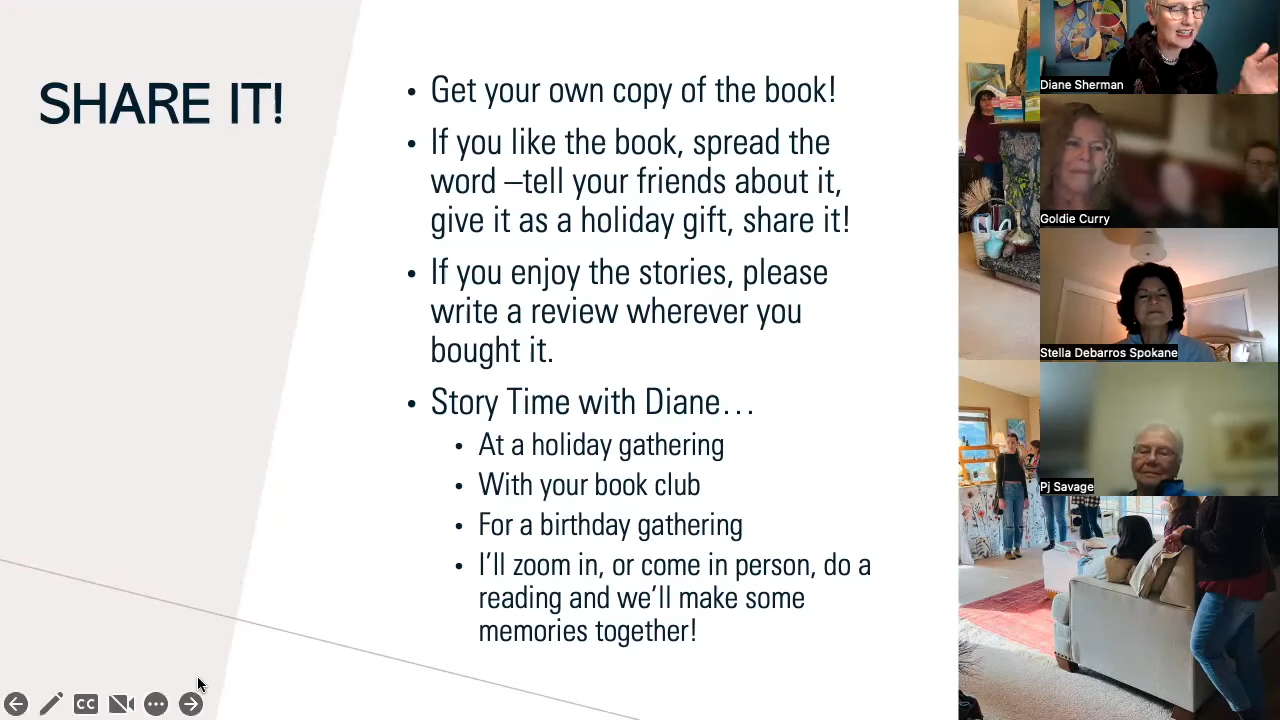 SHARE IT!
• Get your own copy of the book!
• If you like the book, spread the
word –tell your friends about it,
give it as a holiday gift, share it!
• If you enjoy the stories, please
write a review wherever you
bought it.
• Story Time with Diane…
• At a holiday gathering
• With your book club
• For a birthday gathering
• I’ll zoom in, or come in person, do a
reading and we’ll make some
memories together!
Diane Sherman
Goldie Curry
Stella Debarros Spokane
Pj Savage
CC